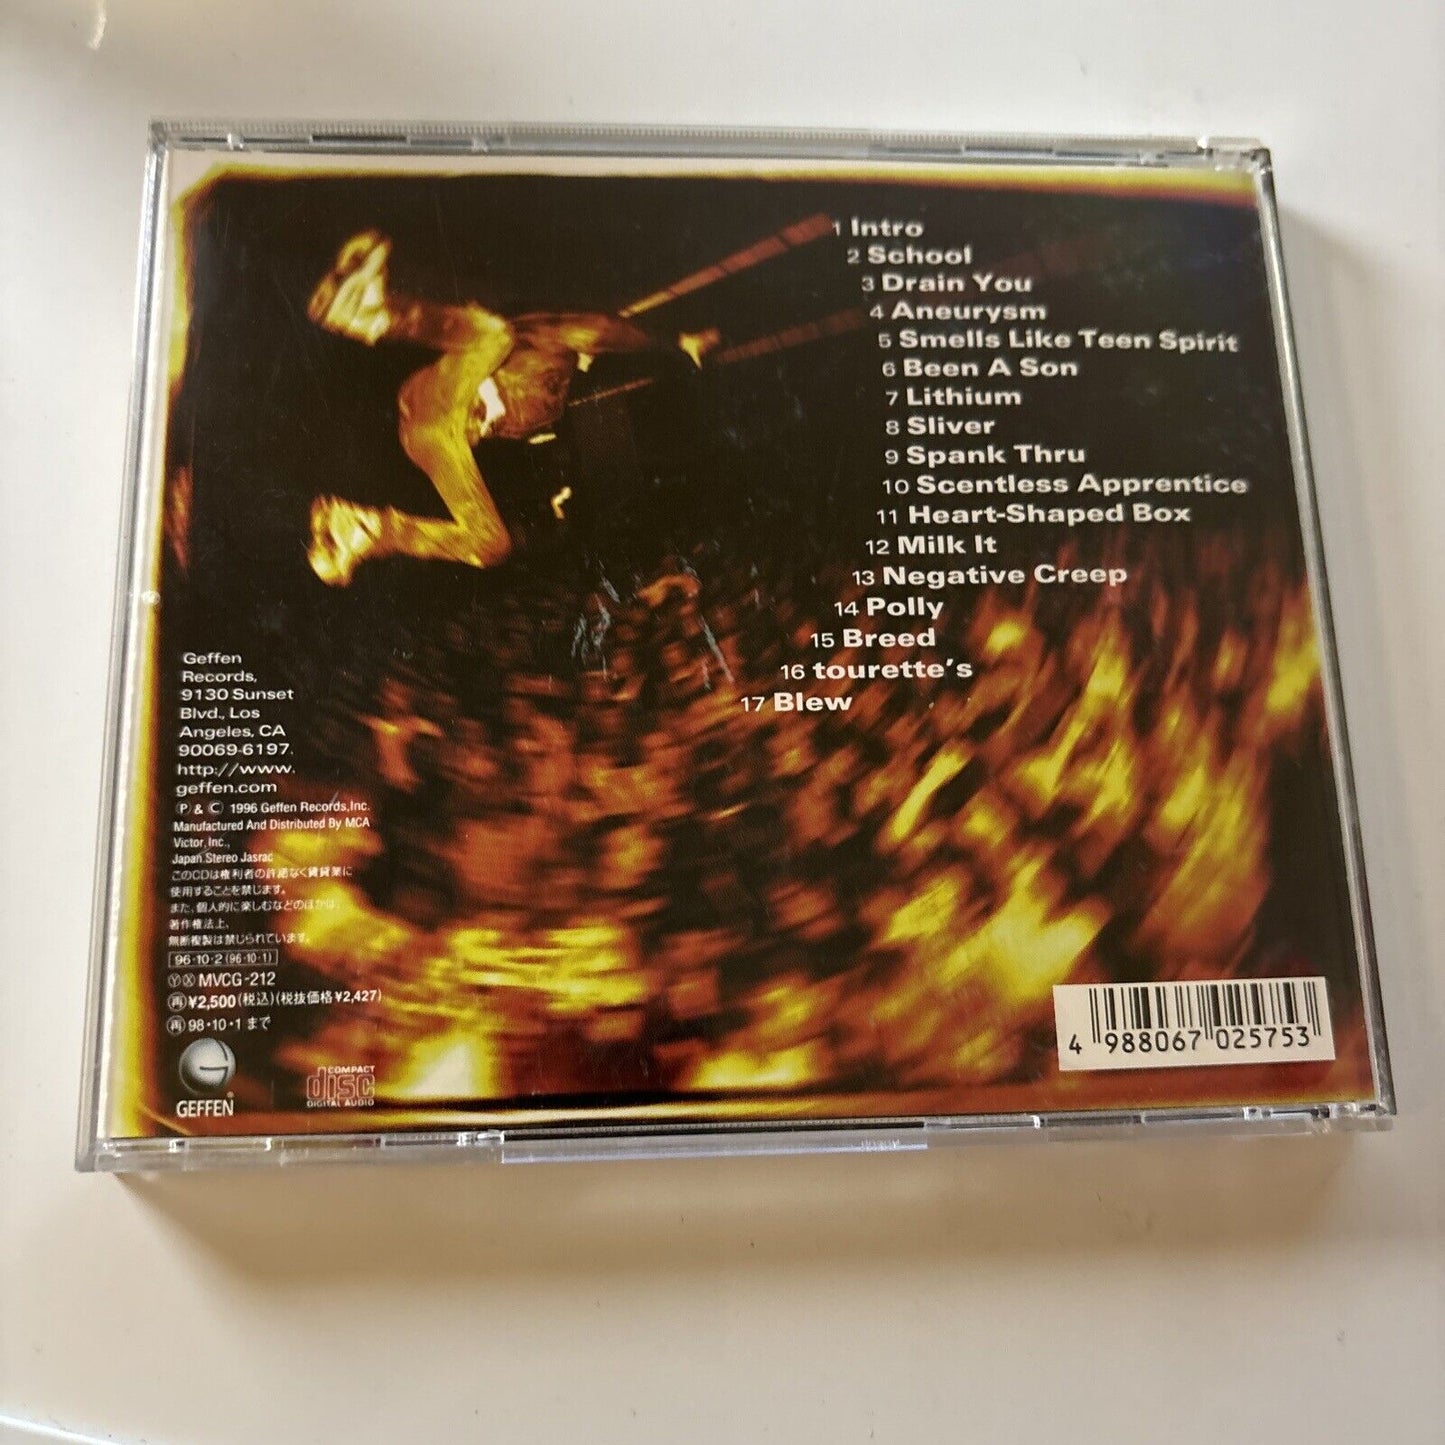 1 Intro
2 School
3 Drain You
4 Aneurysm
5 Smells Like Teen Spirit
6 Been A Son
7 Lithium
8 Sliver
9 Spank Thru
10 Scentless Apprentice
11 Heart-Shaped Box
12 Milk It
13 Negative Creep
14 Polly
15 Breed
16 tourette's
17 Blew
Geffen
Records,
9130 Sunset
Blvd., Los
Angeles, CA
90069-6197.
http://www.
geffen.com
Ⓟ & Ⓒ 1996 Geffen Records,Inc.
Manufactured And Distributed By MCA
Victor, Inc.,
Japan.Stereo Jasrac
このCDは権利者の許諾なく賃貸業に
使用することを禁じます。
また、個人的に楽しむなどのほかは、
著作権法上、
無断複製は禁じられています。
96・10・2 (96・10・1)
ⓎⓍ MVCG-212
㊞¥2,500(税込)(税抜価格¥2,427)
98・10・1まで
GEFFEN®
COMPACT
disc
DIGITAL AUDIO
4 988067 025753